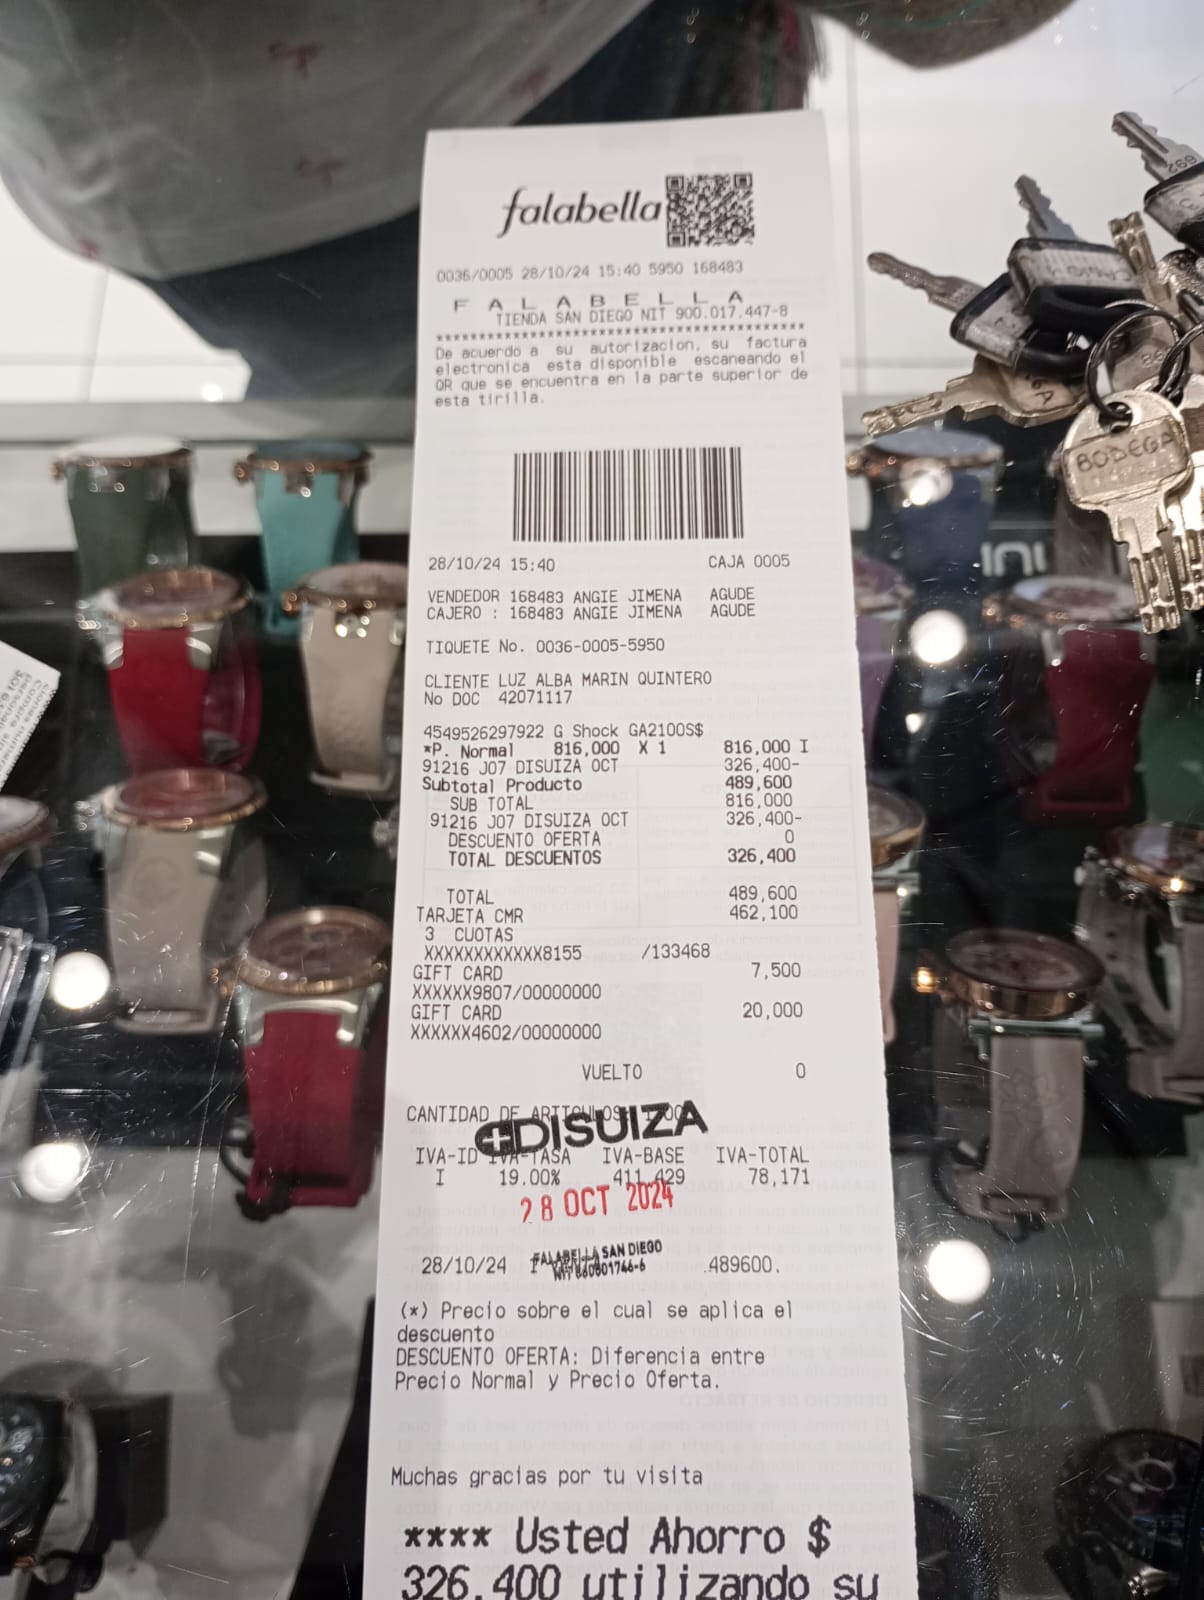 falabella
0036/0005 28/10/24 15:40 5950 168483
F A L A B E L L A
TIENDA SAN DIEGO NIT 900.017.447-8
****************************************
De acuerdo a su autorizacion, su factura
electronica esta disponible escaneando el
QR que se encuentra en la parte superior de
esta tirilla.
28/10/24 15:40 CAJA 0005
VENDEDOR 168483 ANGIE JIMENA AGUDE
CAJERO : 168483 ANGIE JIMENA AGUDE
TIQUETE No. 0036-0005-5950
CLIENTE LUZ ALBA MARIN QUINTERO
No DOC 42071117
4549526297922 G Shock GA2100S$
*P. Normal 816,000 X 1 816,000 I
91216 J07 DISUIZA OCT 326,400-
Subtotal Producto 489,600
SUB TOTAL 816,000
91216 J07 DISUIZA OCT 326,400-
DESCUENTO OFERTA 0
TOTAL DESCUENTOS 326,400
TOTAL 489,600
TARJETA CMR 462,100
3 CUOTAS
XXXXXXXXXXXX8155 /133468
GIFT CARD 7,500
XXXXXX9807/00000000
GIFT CARD 20,000
XXXXXX4602/00000000
VUELTO 0
CANTIDAD DE ARTICULOS
DISUIZA
IVA-ID IVA-TASA IVA-BASE IVA-TOTAL
I 19.00% 411,429 78,171
28 OCT 2024
FALABELLA SAN DIEGO
28/10/24 489600.
NIT 860001746-6
(*) Precio sobre el cual se aplica el
descuento
DESCUENTO OFERTA: Diferencia entre
Precio Normal y Precio Oferta.
Muchas gracias por tu visita
**** Usted Ahorro $
326.400 utilizando su
BODEGA